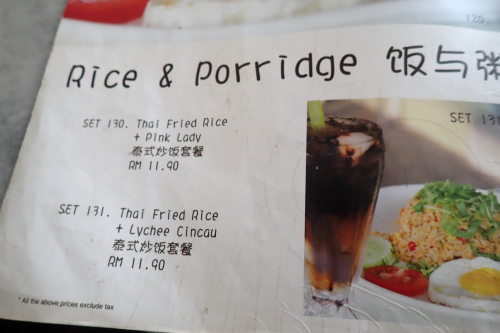 Rice & Porridge 饭与粥
SET 130. Thai Fried Rice
+ Pink Lady
泰式炒饭套餐
RM 11.90
SET 131. Thai Fried Rice
+ Lychee Cincau
泰式炒饭套餐
RM 11.90
* All the above prices exclude tax